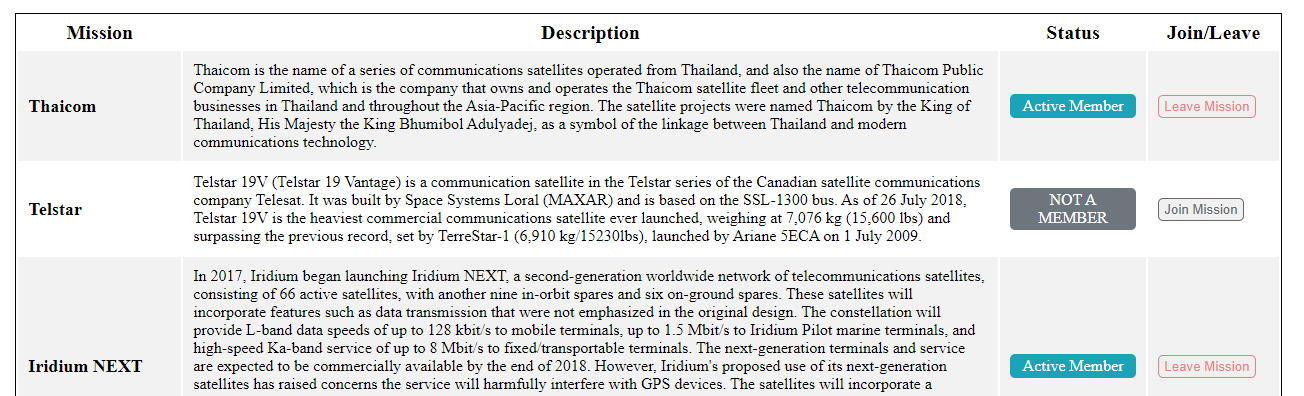 Mission Description Status Join/Leave
Thaicom
Thaicom is the name of a series of communications satellites operated from Thailand, and also the name of Thaicom Public
Company Limited, which is the company that owns and operates the Thaicom satellite fleet and other telecommunication
businesses in Thailand and throughout the Asia-Pacific region. The satellite projects were named Thaicom by the King of
Thailand, His Majesty the King Bhumibol Adulyadej, as a symbol of the linkage between Thailand and modern
communications technology.
Active Member
Leave Mission
Telstar
Telstar 19V (Telstar 19 Vantage) is a communication satellite in the Telstar series of the Canadian satellite communications
company Telesat. It was built by Space Systems Loral (MAXAR) and is based on the SSL-1300 bus. As of 26 July 2018,
Telstar 19V is the heaviest commercial communications satellite ever launched, weighing at 7,076 kg (15,600 lbs) and
surpassing the previous record, set by TerreStar-1 (6,910 kg/15230lbs), launched by Ariane 5ECA on 1 July 2009.
NOT A
MEMBER
Join Mission
Iridium NEXT
In 2017, Iridium began launching Iridium NEXT, a second-generation worldwide network of telecommunications satellites,
consisting of 66 active satellites, with another nine in-orbit spares and six on-ground spares. These satellites will
incorporate features such as data transmission that were not emphasized in the original design. The constellation will
provide L-band data speeds of up to 128 kbit/s to mobile terminals, up to 1.5 Mbit/s to Iridium Pilot marine terminals, and
high-speed Ka-band service of up to 8 Mbit/s to fixed/transportable terminals. The next-generation terminals and service
are expected to be commercially available by the end of 2018. However, Iridium's proposed use of its next-generation
satellites has raised concerns the service will harmfully interfere with GPS devices. The satellites will incorporate a
Active Member
Leave Mission